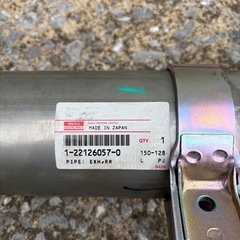 MADE IN JAPAN
QTY. 1
1-22126057-0 150-128
PIPE: EXH,RR L PJ